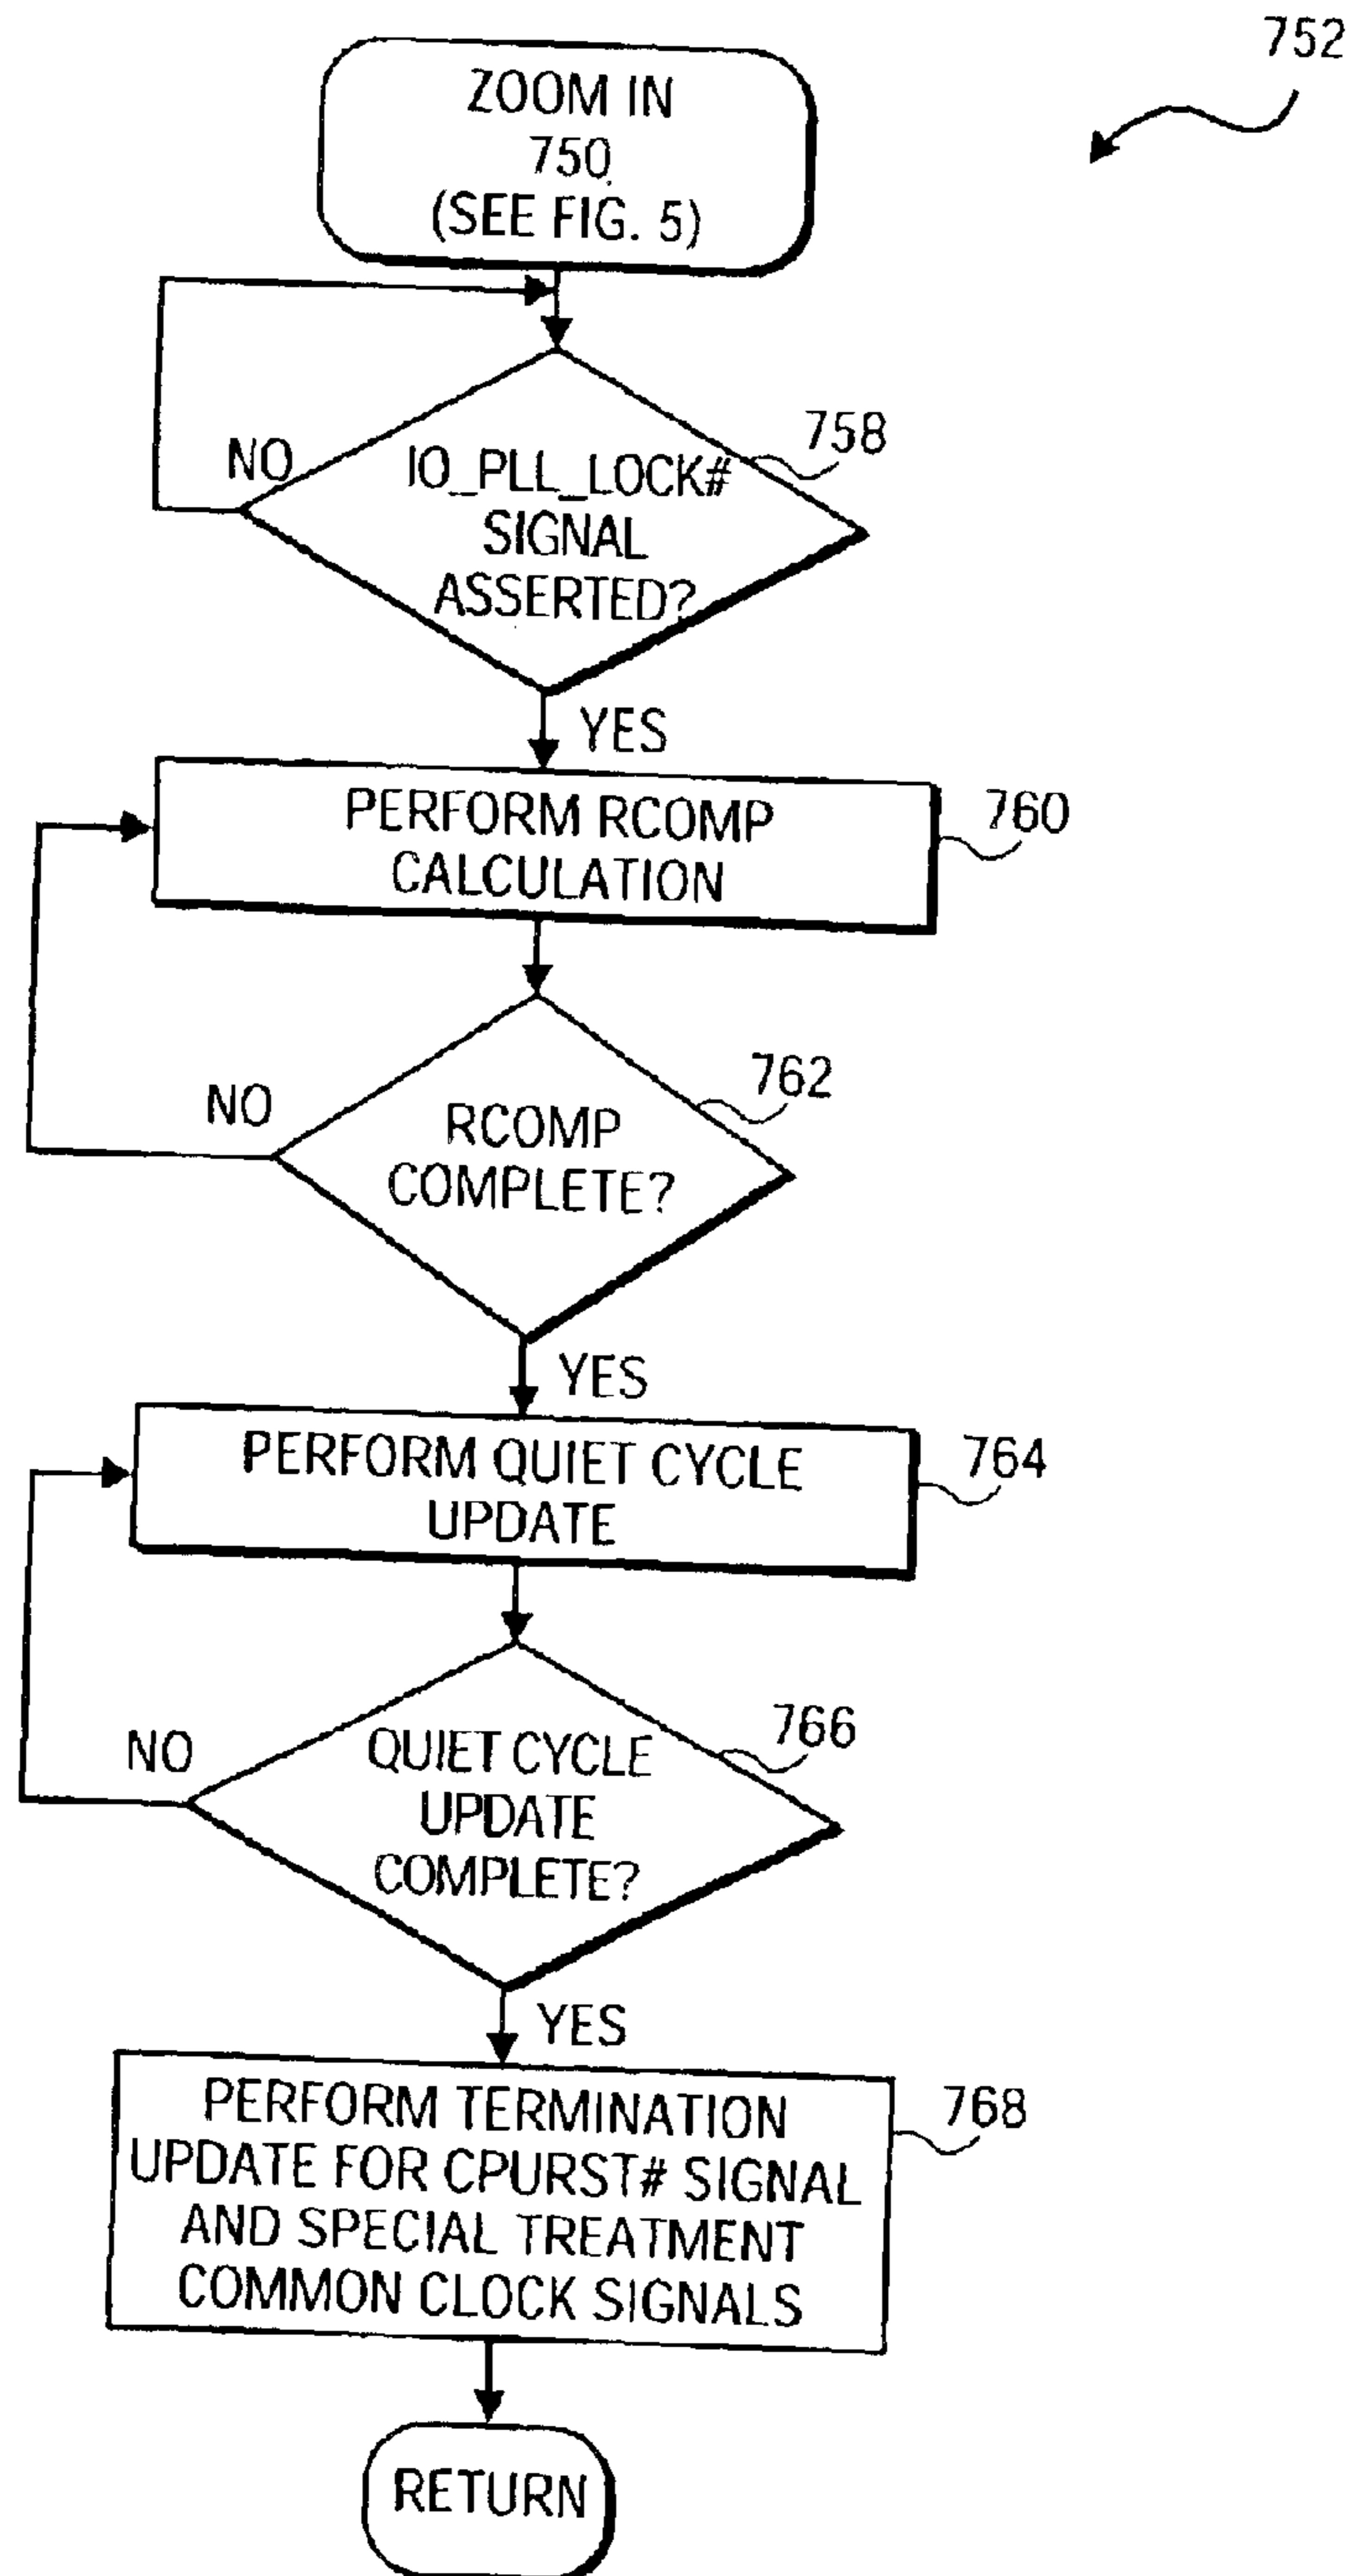 752
ZOOM IN
750
(SEE FIG. 5)
NO
758
IO_PLL_LOCK#
SIGNAL
ASSERTED?
YES
PERFORM RCOMP
CALCULATION
760
NO
762
RCOMP
COMPLETE?
YES
PERFORM QUIET CYCLE
UPDATE
764
NO
766
QUIET CYCLE
UPDATE
COMPLETE?
YES
PERFORM TERMINATION
UPDATE FOR CPURST# SIGNAL
AND SPECIAL TREATMENT
COMMON CLOCK SIGNALS
768
RETURN